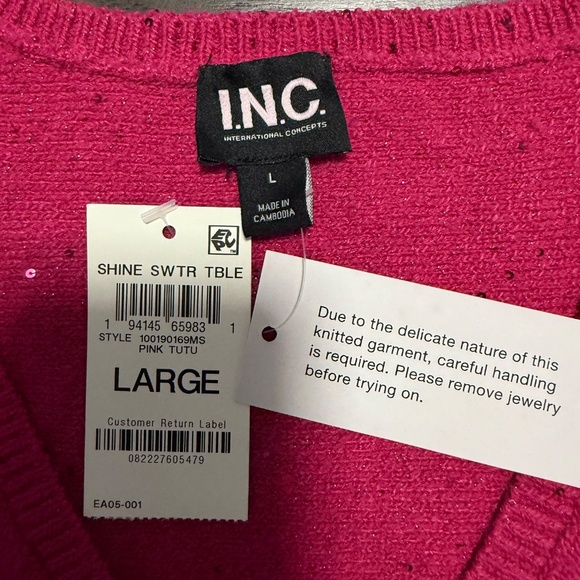 I.N.C.
INTERNATIONAL CONCEPTS
L
MADE IN
CAMBODIA
SHINE SWTR TBLE
1 94145 65983 1
STYLE 100190169MS
PINK TUTU
LARGE
Customer Return Label
082227605479
EA05-001
Due to the delicate nature of this
knitted garment, careful handling
is required. Please remove jewelry
before trying on.